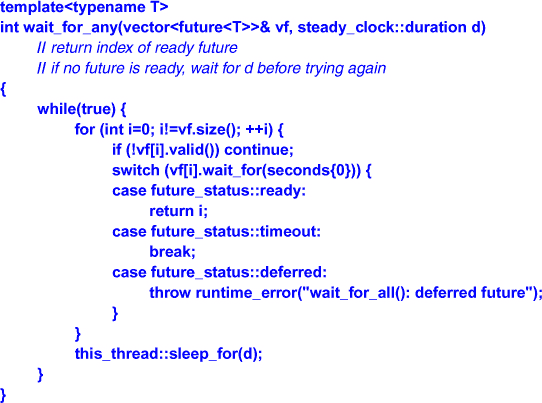 template<typename T>
int wait_for_any(vector<future<T>>& vf, steady_clock::duration d)
// return index of ready future
// if no future is ready, wait for d before trying again
{
while(true) {
for (int i=0; i!=vf.size(); ++i) {
if (!vf[i].valid()) continue;
switch (vf[i].wait_for(seconds{0})) {
case future_status::ready:
return i;
case future_status::timeout:
break;
case future_status::deferred:
throw runtime_error("wait_for_all(): deferred future");
}
}
this_thread::sleep_for(d);
}
}